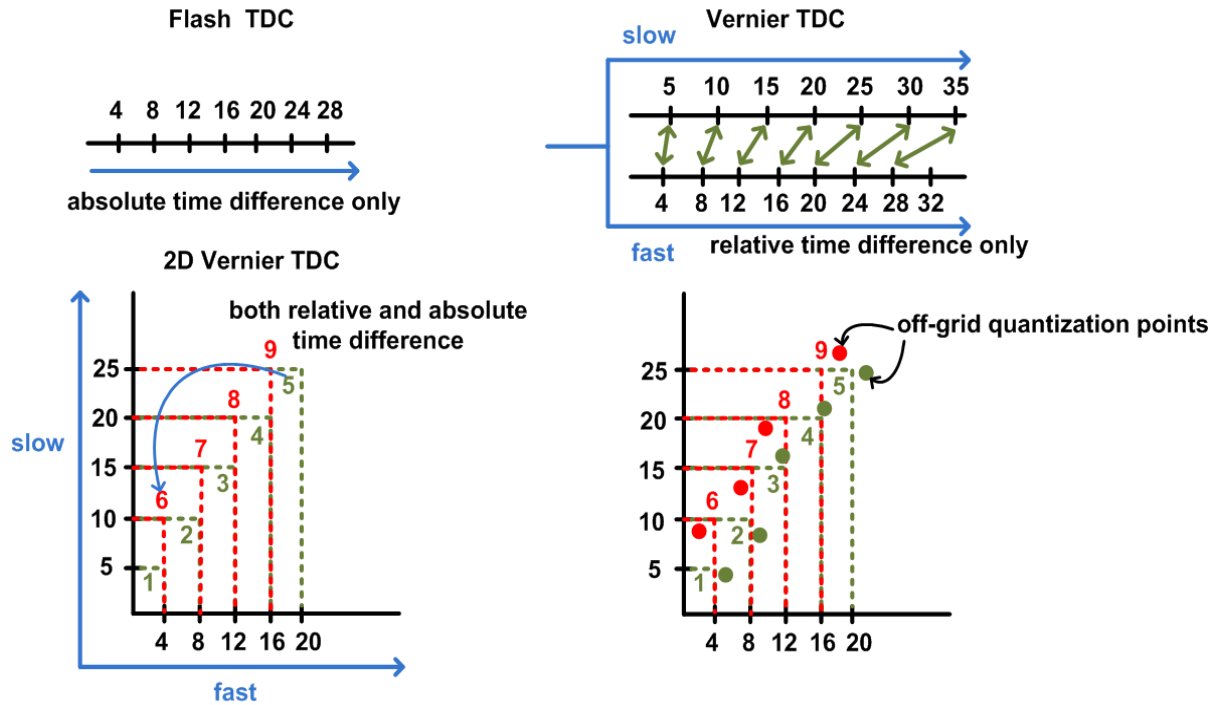 Flash TDC
4 8 12 16 20 24 28
absolute time difference only
Vernier TDC
slow
5 10 15 20 25 30 35
4 8 12 16 20 24 28 32
fast
relative time difference only
2D Vernier TDC
both relative and absolute
time difference
9
25
5
8
20
4
slow
7
15
3
6
10
2
5
1
4 8 12 16 20
fast
off-grid quantization points
9
25
5
8
20
4
7
15
3
6
10
2
5
1
4 8 12 16 20